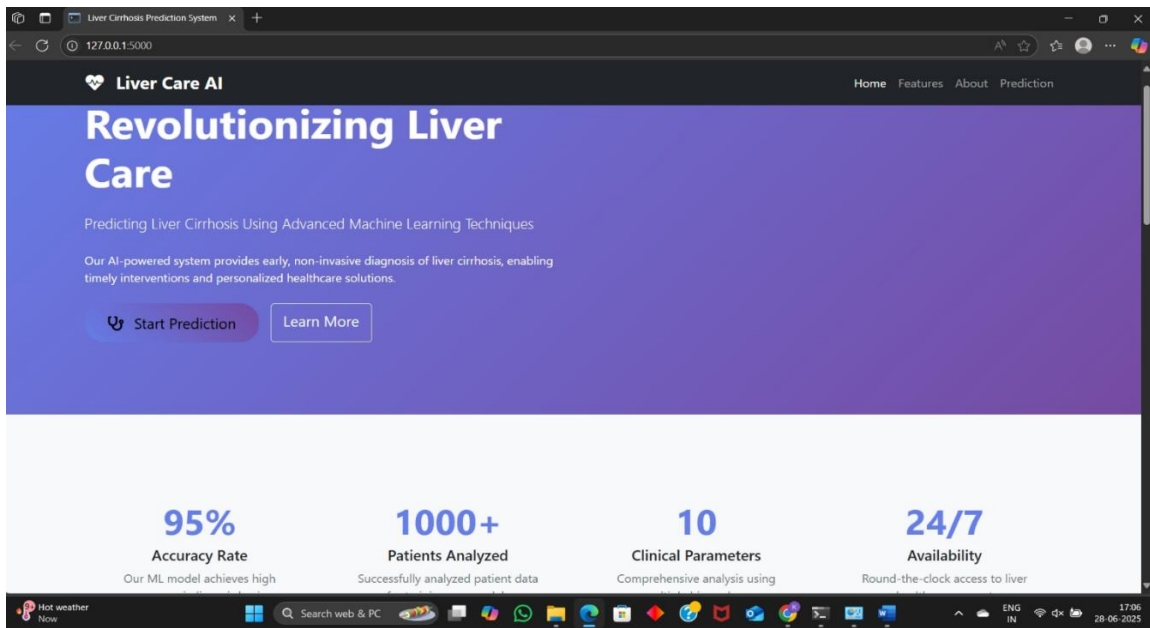 Liver Cirrhosis Prediction System
127.0.0.1:5000
Liver Care AI
Home Features About Prediction
Revolutionizing Liver
Care
Predicting Liver Cirrhosis Using Advanced Machine Learning Techniques
Our AI-powered system provides early, non-invasive diagnosis of liver cirrhosis, enabling
timely interventions and personalized healthcare solutions.
Start Prediction Learn More
95% 1000+ 10 24/7
Accuracy Rate Patients Analyzed Clinical Parameters Availability
Our ML model achieves high Successfully analyzed patient data Comprehensive analysis using Round-the-clock access to liver
Hot weather
Now
Search web & PC
ENG
IN
17:06
28-06-2025